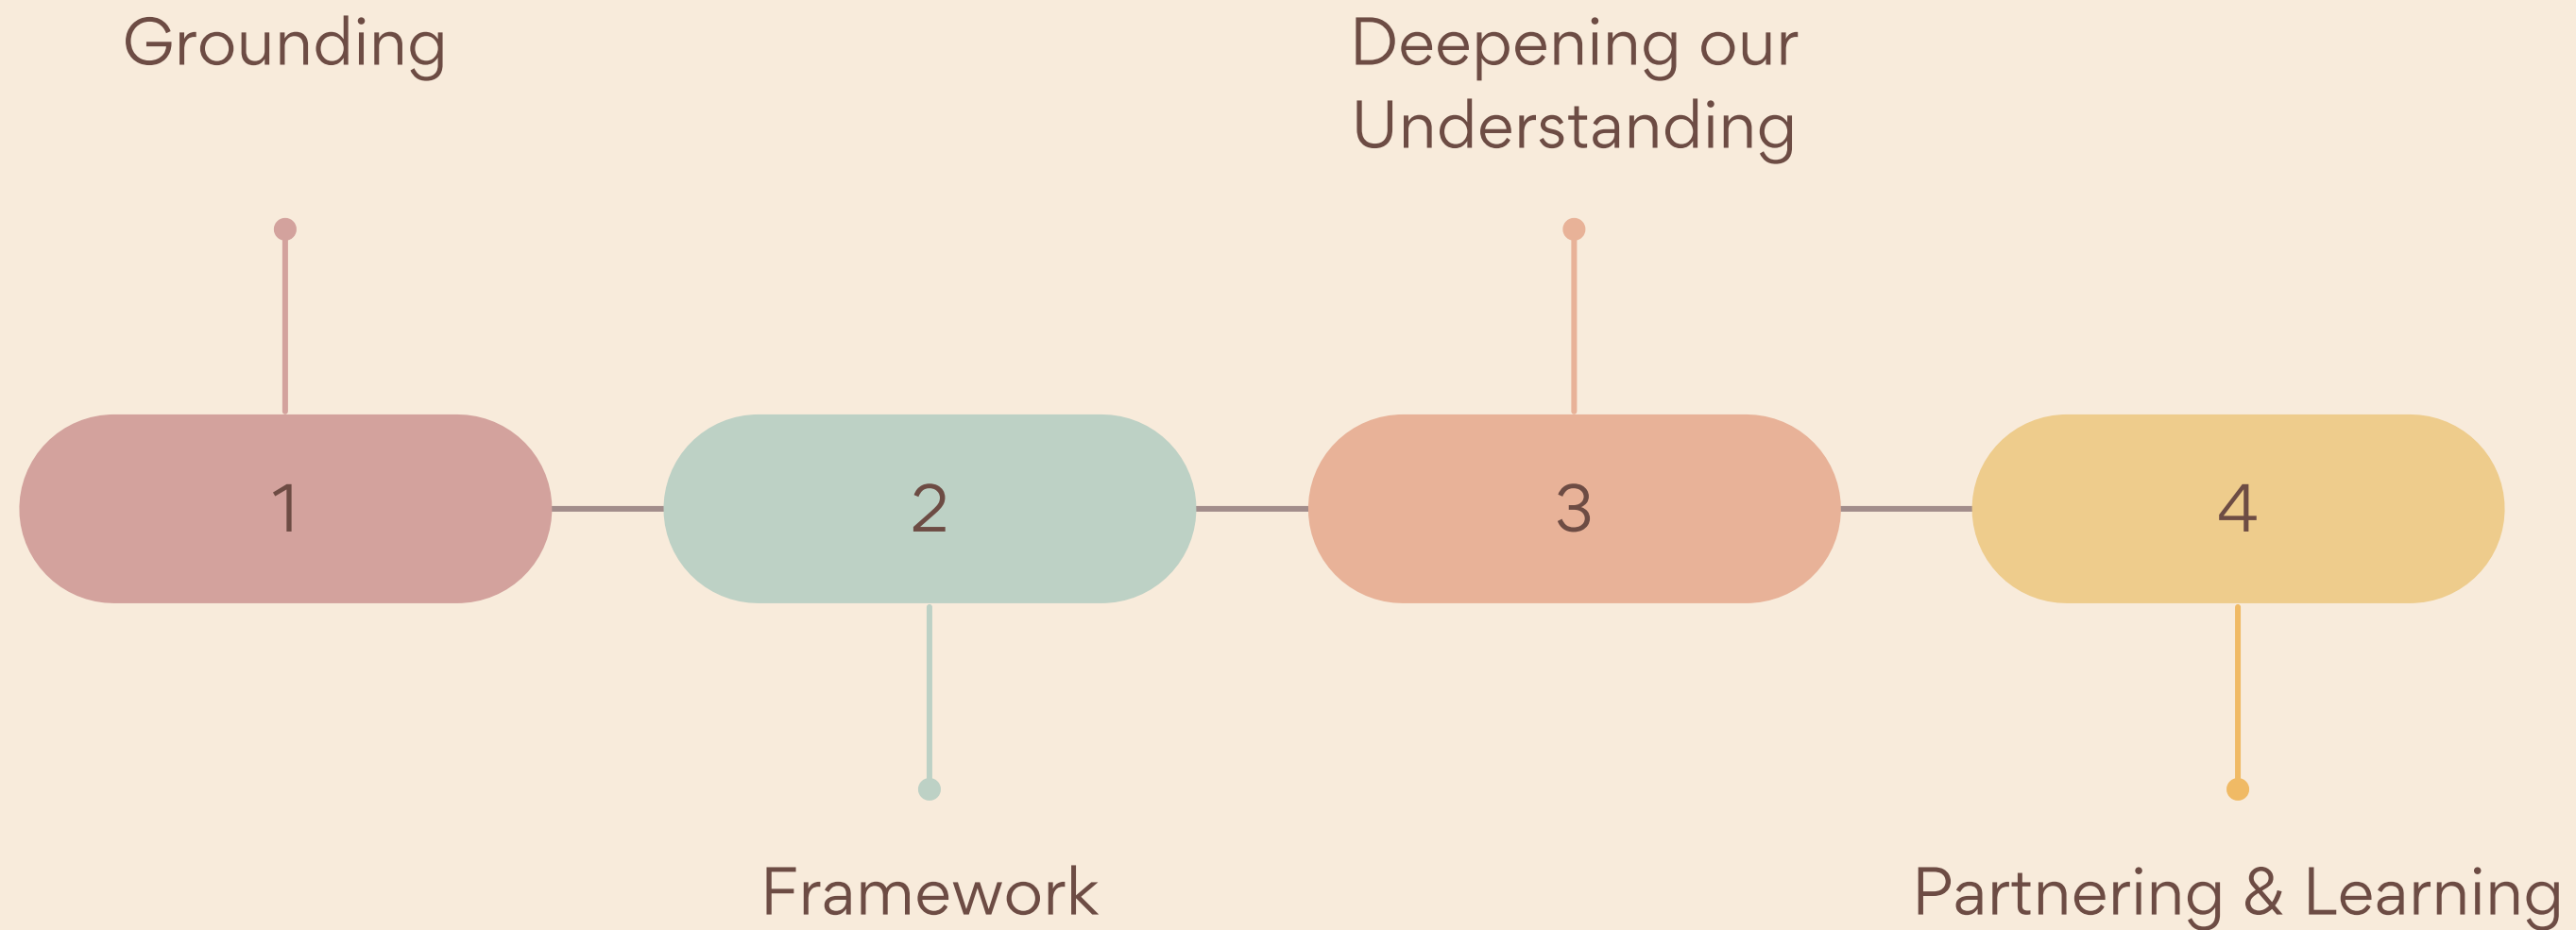 Grounding
Deepening our
Understanding
1
2
3
4
Framework
Partnering & Learning